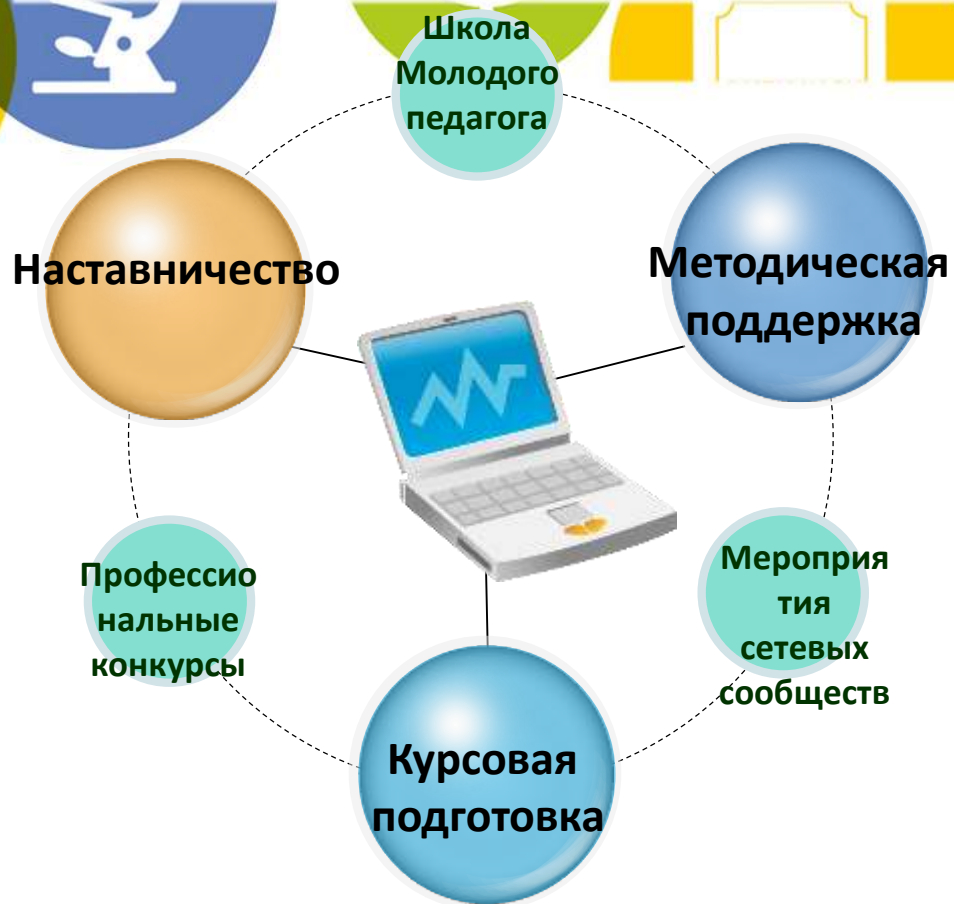 Школа
Молодого
педагога
Наставничество
Методическая
поддержка
Профессио
нальные
конкурсы
Мероприя
тия
сетевых
сообществ
Курсовая
подготовка